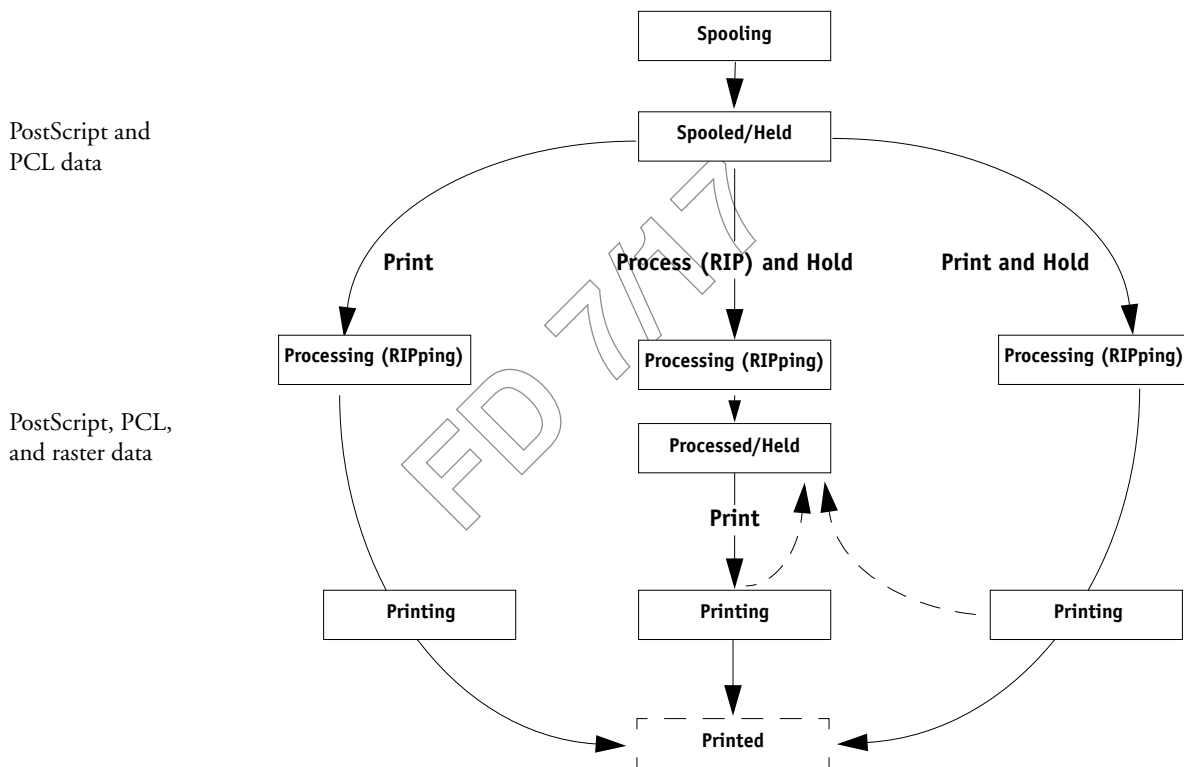 Spooling
PostScript and
PCL data
Spooled/Held
Print
Process (RIP) and Hold
Print and Hold
Processing (RIPping)
Processing (RIPping)
Processing (RIPping)
PostScript, PCL,
and raster data
Processed/Held
Print
Printing
Printing
Printing
Printed
FD 7/17